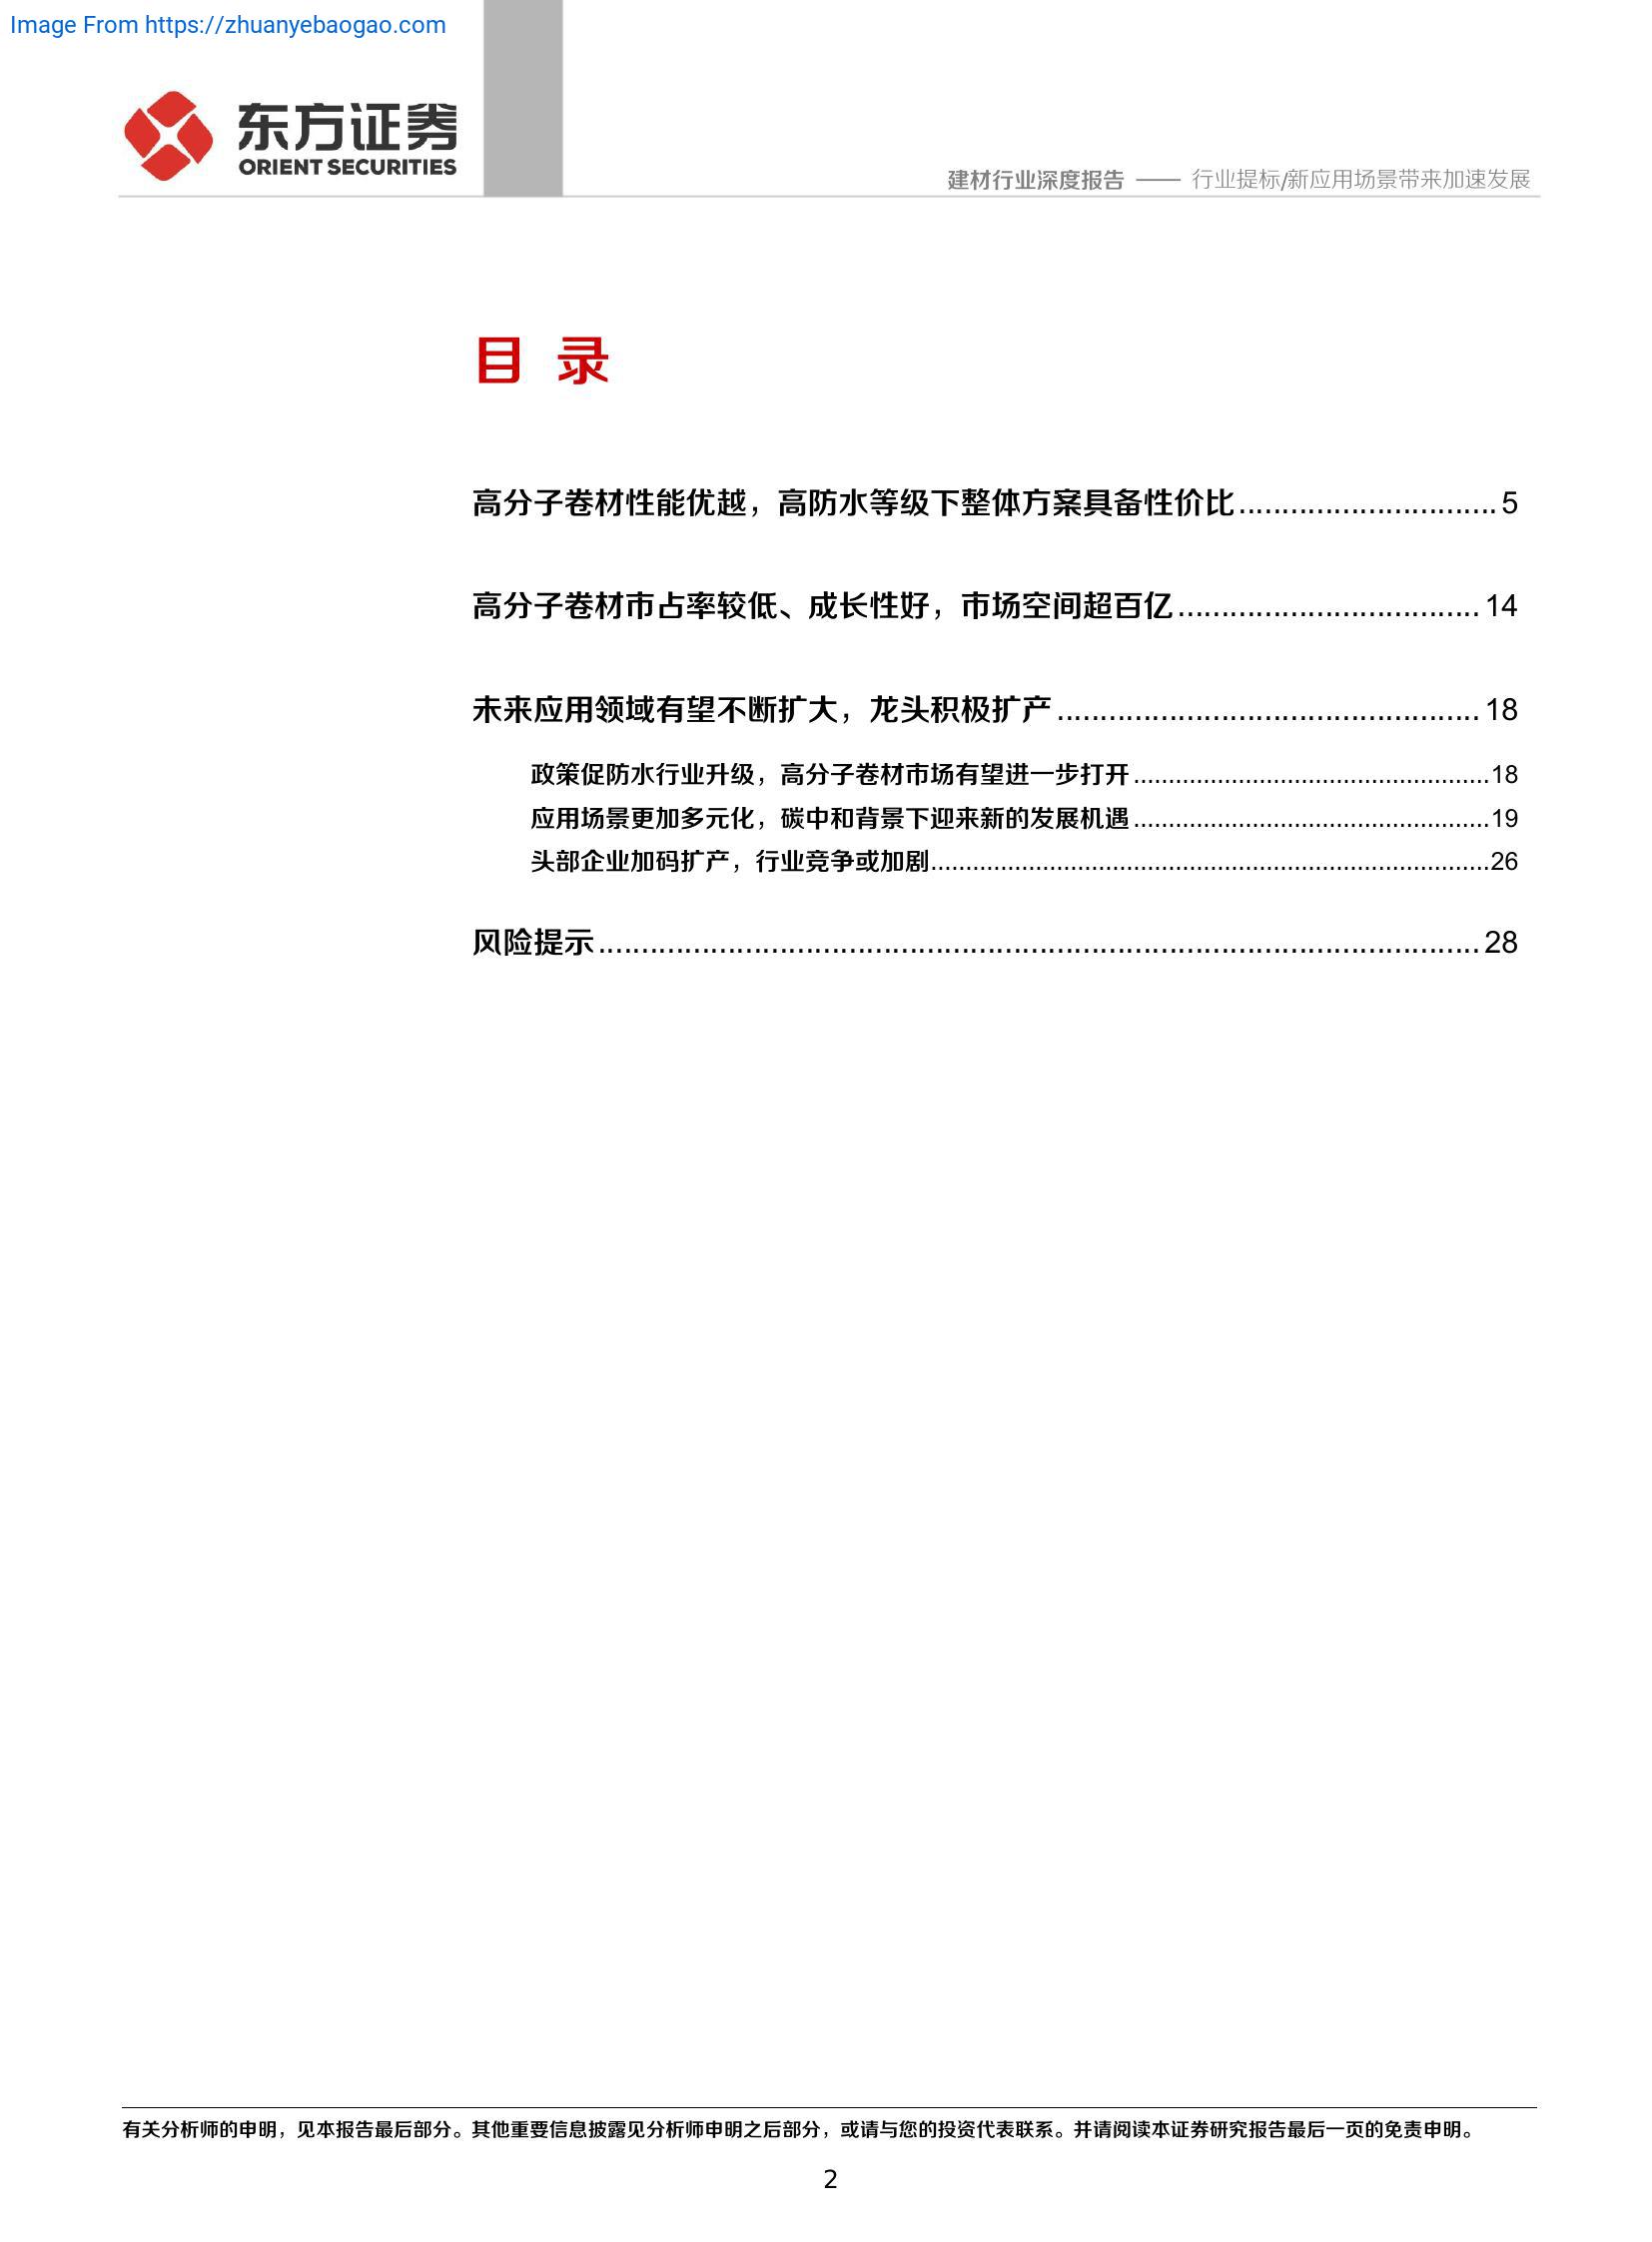 Image From https://zhuanyebaogao.com
东方证券
ORIENT SECURITIES
建材行业深度报告 —— 行业提标/新应用场景带来加速发展
目 录
高分子卷材性能优越，高防水等级下整体方案具备性价比.............................. 5
高分子卷材市占率较低、成长性好，市场空间超百亿................................... 14
未来应用领域有望不断扩大，龙头积极扩产................................................. 18
政策促防水行业升级，高分子卷材市场有望进一步打开...................................................18
应用场景更加多元化，碳中和背景下迎来新的发展机遇...................................................19
头部企业加码扩产，行业竞争或加剧................................................................................26
风险提示...................................................................................................... 28
有关分析师的申明，见本报告最后部分。其他重要信息披露见分析师申明之后部分，或请与您的投资代表联系。并请阅读本证券研究报告最后一页的免责申明。
2